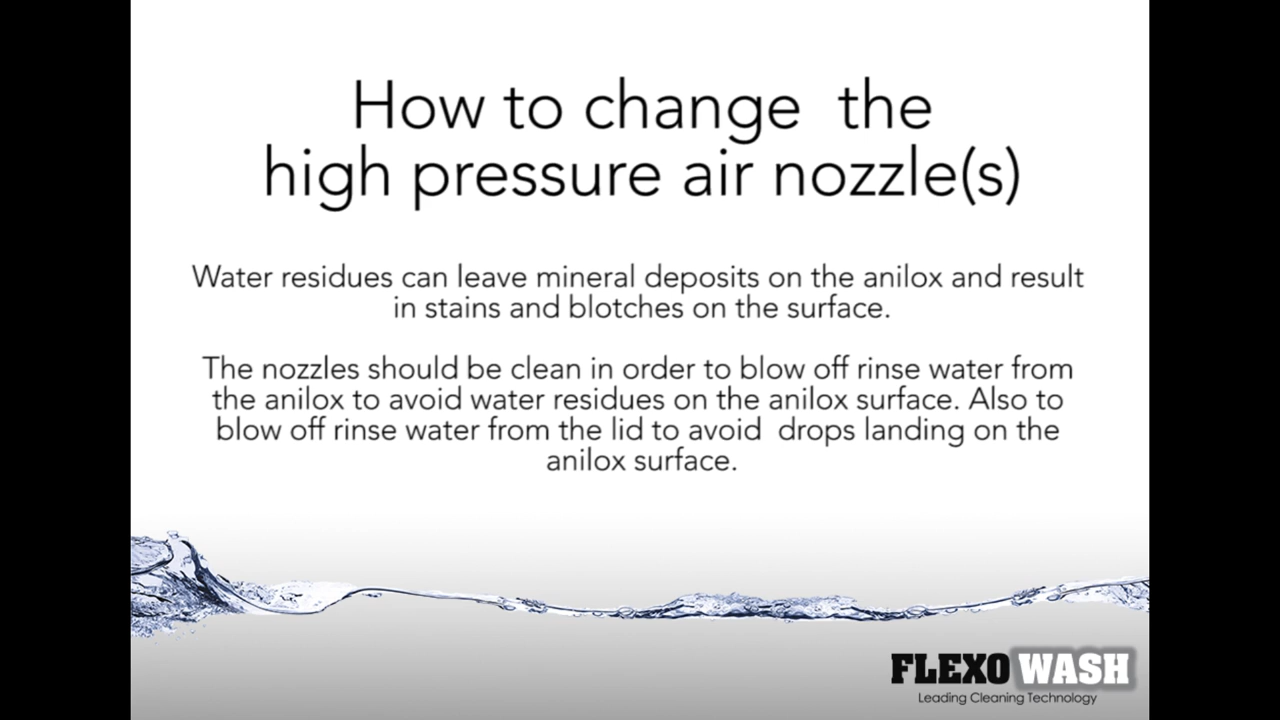 How to change  the
high pressure air nozzle(s)
Water residues can leave mineral deposits on the anilox and result
in stains and blotches on the surface.
The nozzles should be clean in order to blow off rinse water from
the anilox to avoid water residues on the anilox surface. Also to
blow off rinse water from the lid to avoid  drops landing on the
anilox surface.
FLEXO WASH
Leading Cleaning Technology